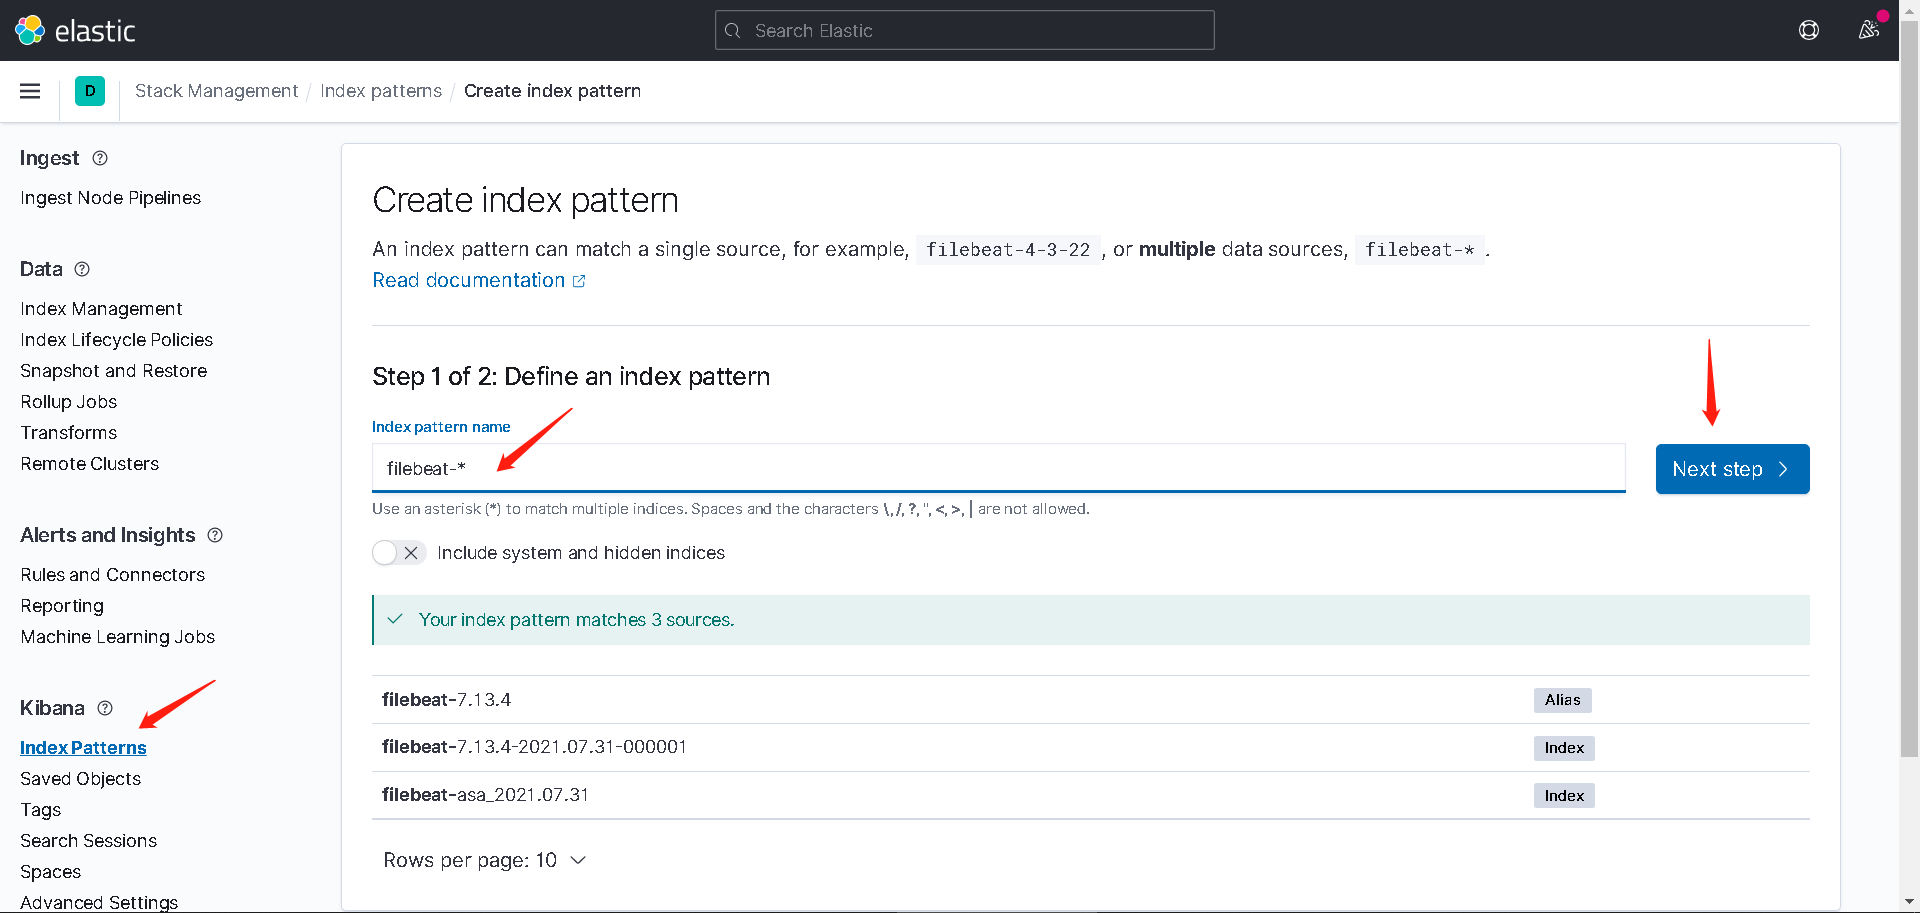 elastic
Search Elastic
D
Stack Management / Index patterns / Create index pattern
Ingest
Ingest Node Pipelines
Data
Index Management
Index Lifecycle Policies
Snapshot and Restore
Rollup Jobs
Transforms
Remote Clusters
Alerts and Insights
Rules and Connectors
Reporting
Machine Learning Jobs
Kibana
Index Patterns
Saved Objects
Tags
Search Sessions
Spaces
Advanced Settings
Create index pattern
An index pattern can match a single source, for example, filebeat-4-3-22 , or multiple data sources, filebeat-* .
Read documentation
Step 1 of 2: Define an index pattern
Index pattern name
filebeat-*
Next step
Use an asterisk (*) to match multiple indices. Spaces and the characters \, /, ?, ", <, >, | are not allowed.
Include system and hidden indices
Your index pattern matches 3 sources.
filebeat-7.13.4 Alias
filebeat-7.13.4-2021.07.31-000001 Index
filebeat-asa_2021.07.31 Index
Rows per page: 10